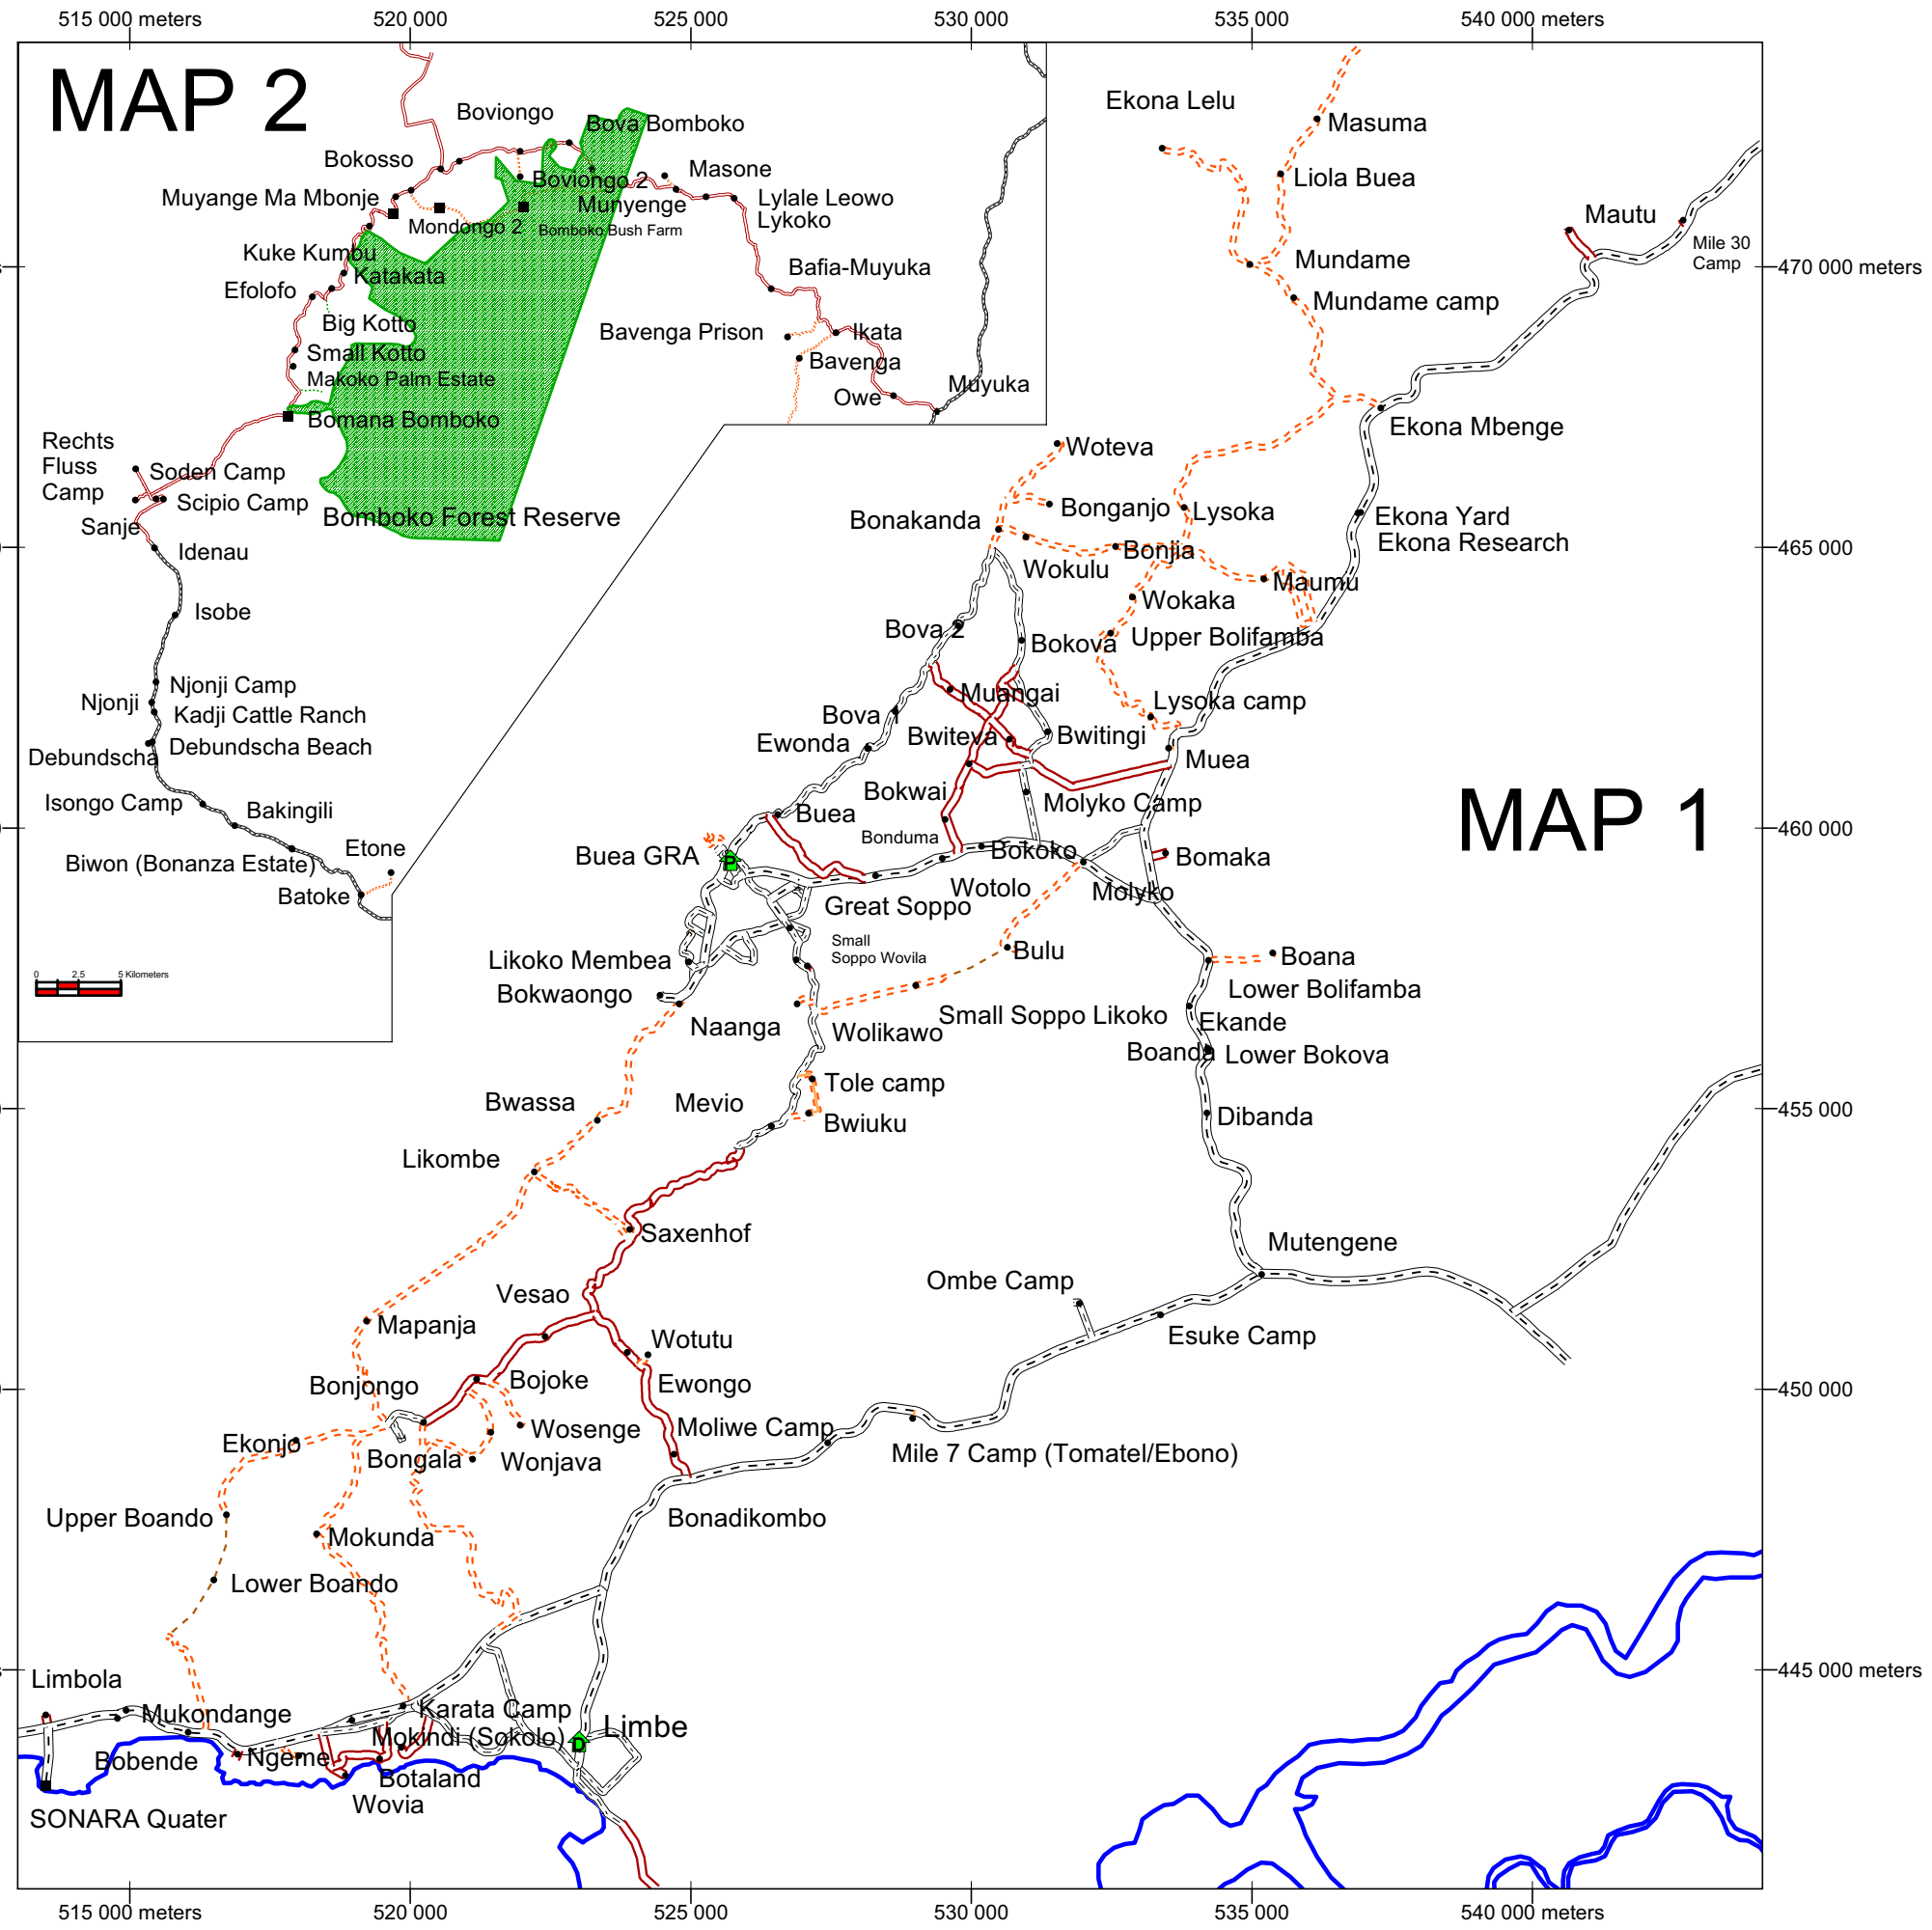 515 000 meters
520 000
525 000
530 000
535 000
540 000 meters
MAP 2
Boviongo
Bova Bomboko
Bokosso
Masone
Boviongo 2
Muyange Ma Mbonje
Munyenge
Lylale Leowo
Lykoko
Mondongo 2
Bomboko Bush Farm
Kuke Kumbu
Katakata
Bafia-Muyuka
Efolofo
Big Kotto
Bavenga Prison
Ikata
Small Kotto
Bavenga
Makoko Palm Estate
Owe
Muyuka
Bomana Bomboko
Rechts
Fluss
Camp
Soden Camp
Scipio Camp
Bomboko Forest Reserve
Sanje
Idenau
Isobe
Njonji Camp
Njonji
Kadji Cattle Ranch
Debundscha Beach
Debundscha
Isongo Camp
Bakingili
Etone
Biwon (Bonanza Estate)
Batoke
0 2,5 5 Kilometers
Ekona Lelu
Masuma
Liola Buea
Mautu
Mile 30
Camp
Mundame
470 000 meters
Mundame camp
Ekona Mbenge
Woteva
Bonganjo
Lysoka
Bonakanda
Ekona Yard
Ekona Research
465 000
Bonjia
Wokulu
Maumu
Wokaka
Bova 2
Bokova
Upper Bolifamba
Muangai
Lysoka camp
Bova 1
Ewonda
Bwiteva
Bwitingi
Muea
Bokwai
Molyko Camp
MAP 1
Buea
Bonduma
460 000
Buea GRA
P
Bokoko
Bomaka
Wotolo
Molyko
Great Soppo
Small
Soppo Wovila
Bulu
Boana
Likoko Membea
Lower Bolifamba
Bokwaongo
Small Soppo Likoko
Ekande
Naanga
Wolikawo
Boanda
Lower Bokova
Tole camp
Bwassa
Mevio
Bwiuku
Dibanda
455 000
Likombe
Saxenhof
Mutengene
Ombe Camp
Vesao
Mapanja
Wotutu
Esuke Camp
Bonjongo
Bojoke
Ewongo
450 000
Wosenge
Moliwe Camp
Ekonjo
Bongala
Wonjava
Mile 7 Camp (Tomatel/Ebono)
Upper Boando
Bonadikombo
Mokunda
Lower Boando
445 000 meters
Limbola
Mukondange
Karata Camp
Limbe
Mokindi (Sokolo)
D
Bobende
Ngeme
Botaland
Wovia
SONARA Quater
515 000 meters
520 000
525 000
530 000
535 000
540 000 meters